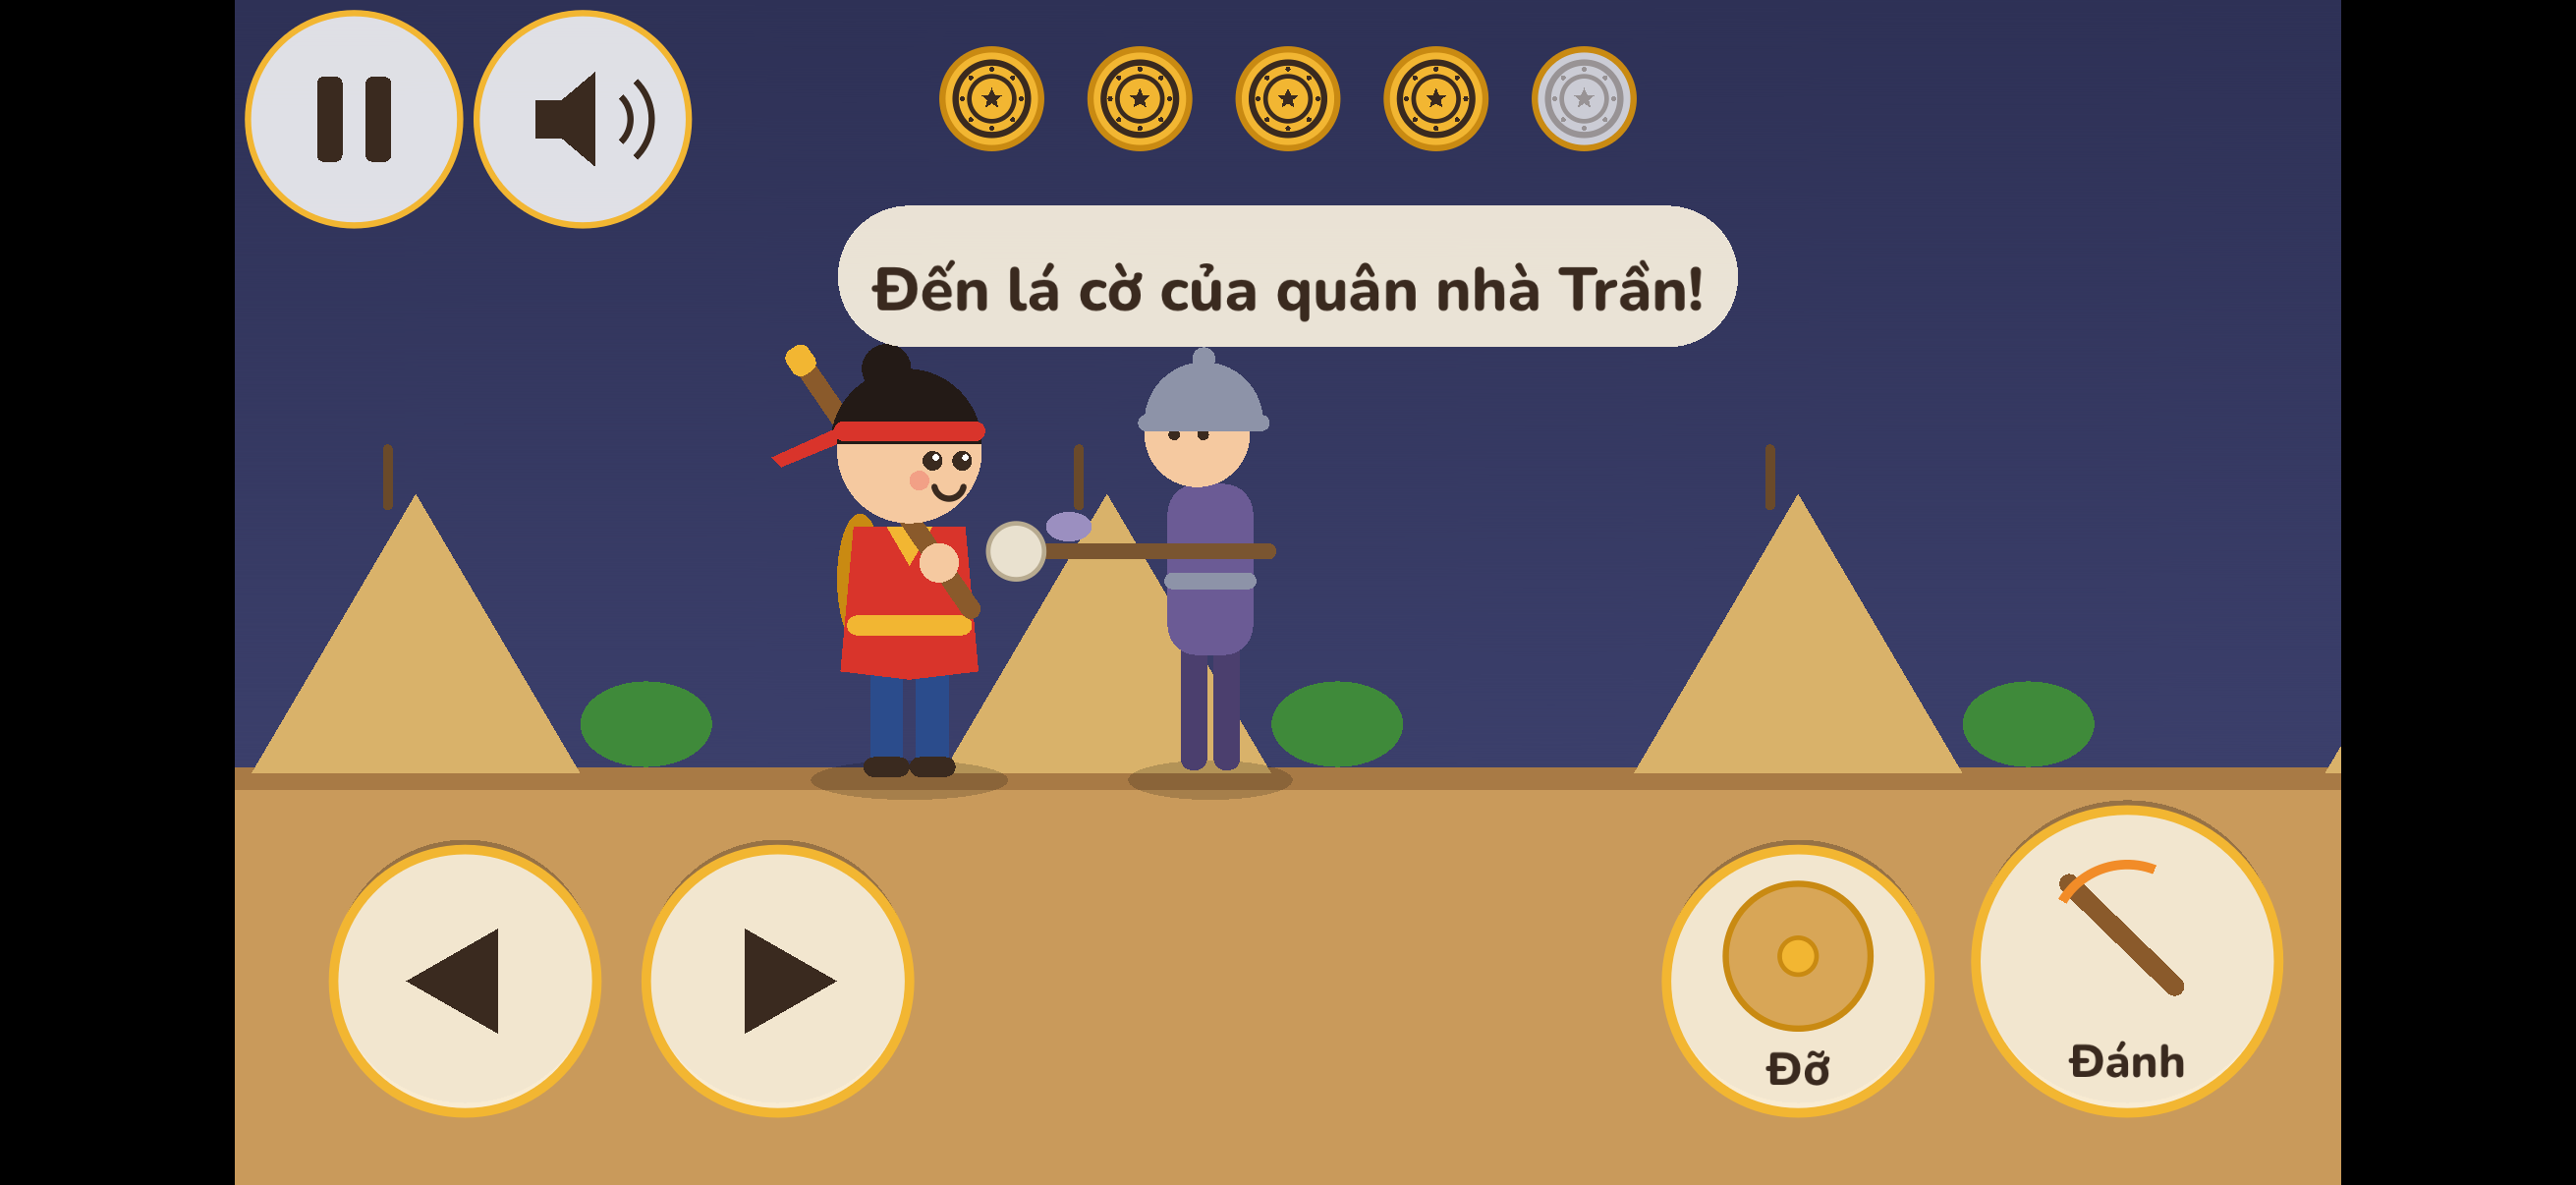 Đến lá cờ của quân nhà Trần!
Đỡ
Đánh